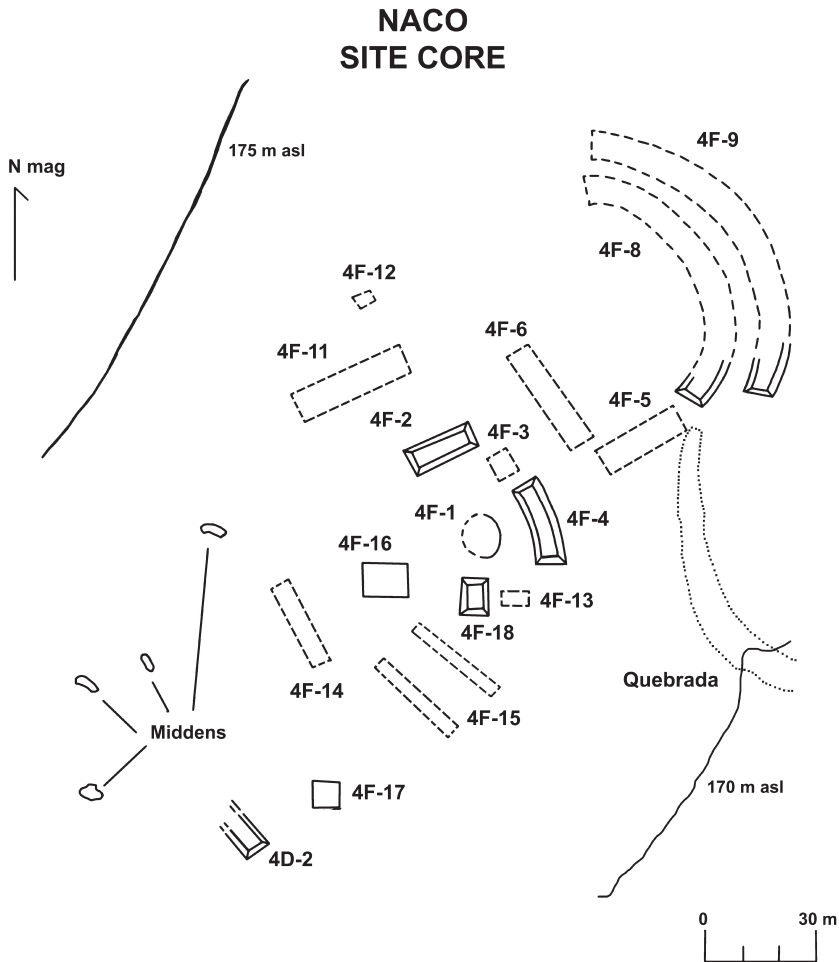 NACO
SITE CORE
175 m asl
N mag
4F-9
4F-8
4F-12
4F-6
4F-11
4F-5
4F-2
4F-3
4F-1
4F-4
4F-16
4F-13
4F-18
4F-14
Quebrada
4F-15
Middens
170 m asl
4F-17
4D-2
0 30 m